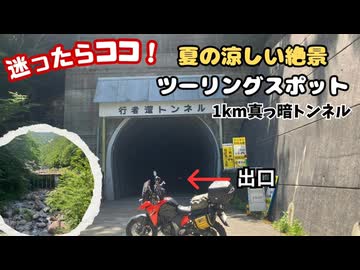 迷ったらココ！
夏の涼しい絶景
ツーリングスポット
1km真っ暗トンネル
行者還トンネル
出口